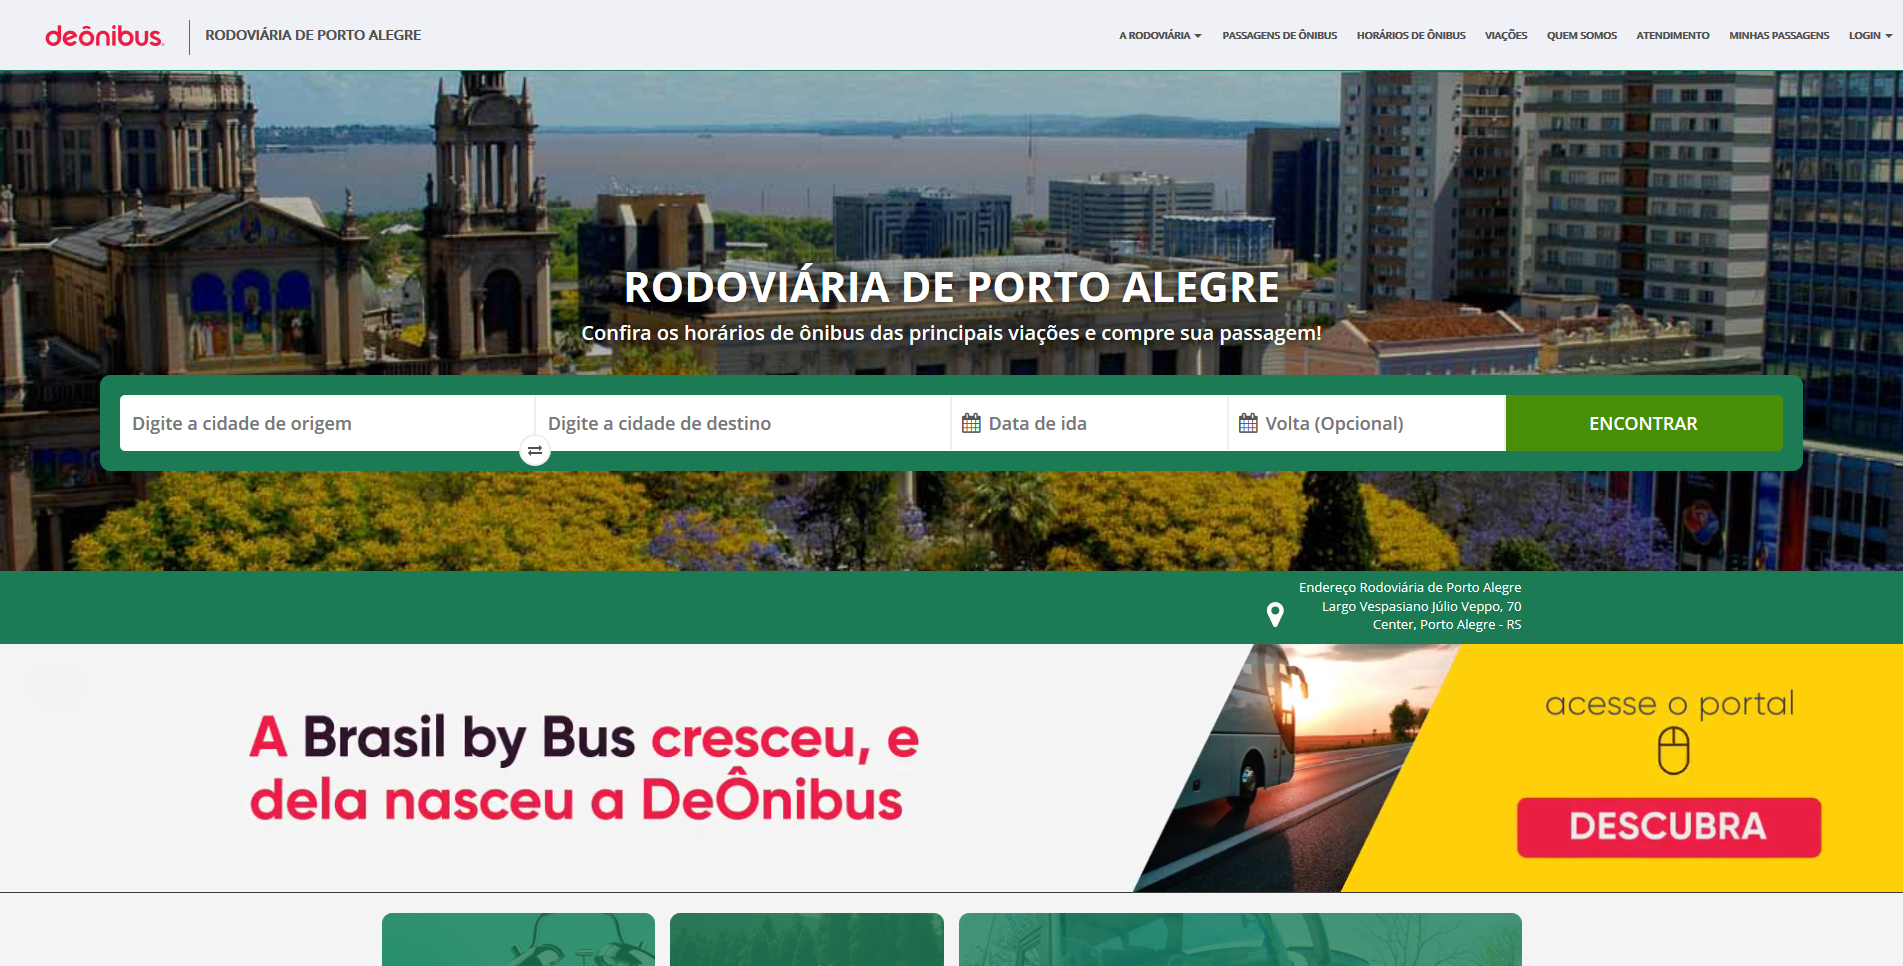 deônibus
RODOVIÁRIA DE PORTO ALEGRE
A RODOVIÁRIA
PASSAGENS DE ÔNIBUS
HORÁRIOS DE ÔNIBUS
VIAÇÕES
QUEM SOMOS
ATENDIMENTO
MINHAS PASSAGENS
LOGIN
RODOVIÁRIA DE PORTO ALEGRE
Confira os horários de ônibus das principais viações e compre sua passagem!
Digite a cidade de origem
Digite a cidade de destino
Data de ida
Volta (Opcional)
ENCONTRAR
Endereço Rodoviária de Porto Alegre
Largo Vespasiano Júlio Veppo, 70
Center, Porto Alegre - RS
A Brasil by Bus cresceu, e
dela nasceu a DeÔnibus
acesse o portal
DESCUBRA